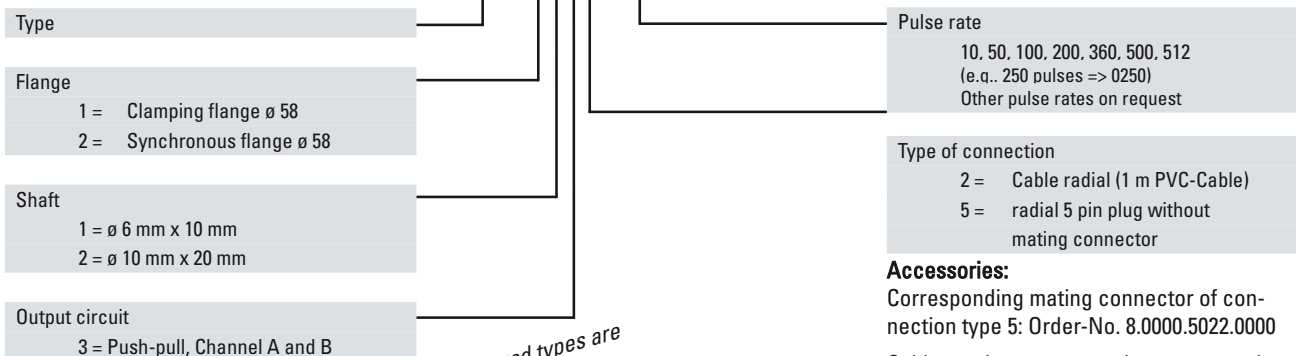 Type
Flange
1 = Clamping flange ø 58
2 = Synchronous flange ø 58
Shaft
1 = ø 6 mm x 10 mm
2 = ø 10 mm x 20 mm
Output circuit
3 = Push-pull, Channel A and B
types are
Pulse rate
10, 50, 100, 200, 360, 500, 512
(e.q.. 250 pulses => 0250)
Other pulse rates on request
Type of connection
2 = Cable radial (1 m PVC-Cable)
5 = radial 5 pin plug without
mating connector
Accessories:
Corresponding mating connector of con-
nection type 5: Order-No. 8.0000.5022.0000